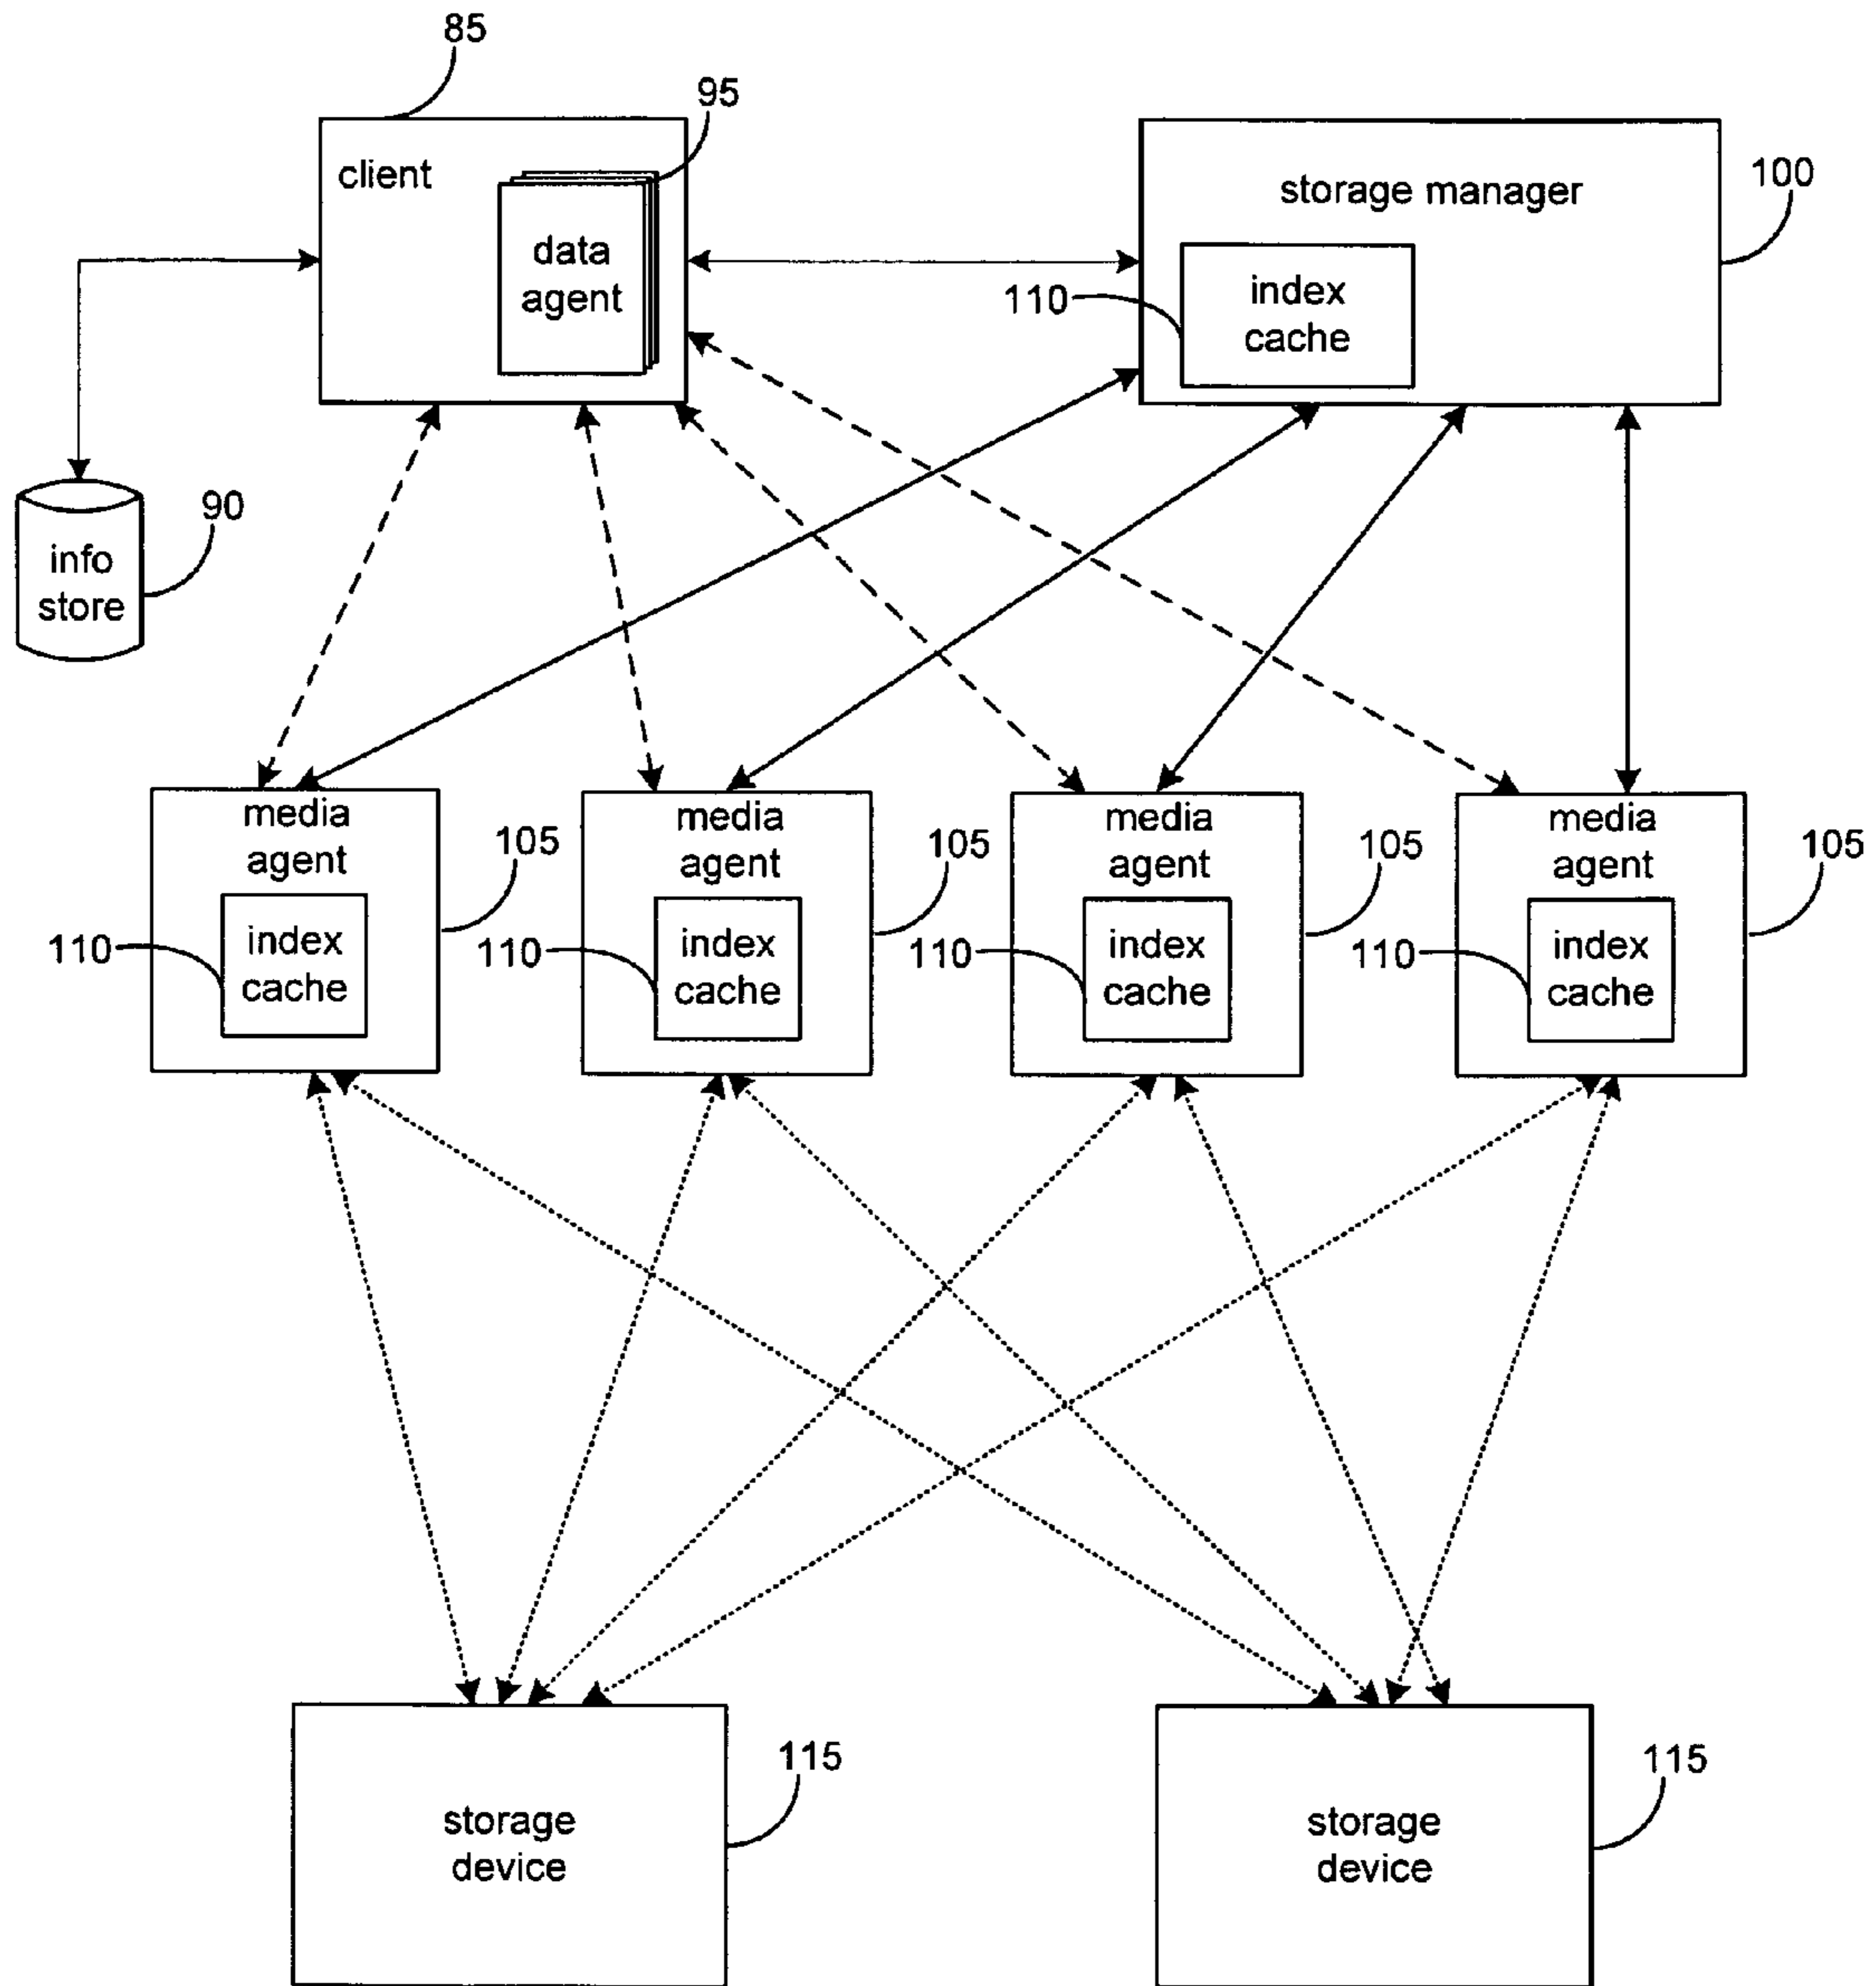 85
95
client
data
agent
storage manager
100
110
index
cache
info
store
90
media
agent
105
110
index
cache
media
agent
105
110
index
cache
media
agent
105
110
index
cache
media
agent
105
110
index
cache
storage
device
115
storage
device
115